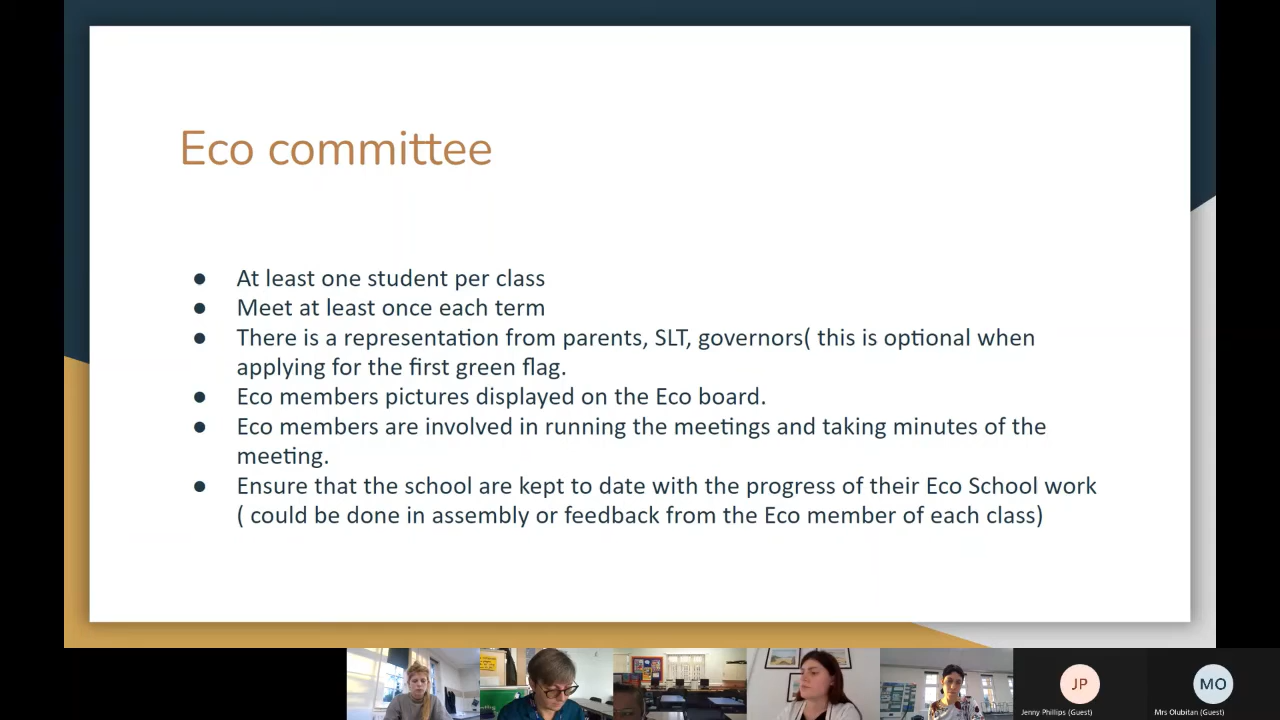 Eco committee
● At least one student per class
● Meet at least once each term
● There is a representation from parents, SLT, governors( this is optional when
applying for the first green flag.
● Eco members pictures displayed on the Eco board.
● Eco members are involved in running the meetings and taking minutes of the
meeting.
● Ensure that the school are kept to date with the progress of their Eco School work
( could be done in assembly or feedback from the Eco member of each class)
JP
MO
Jenny Phillips (Guest)
Mrs Olubitan (Guest)